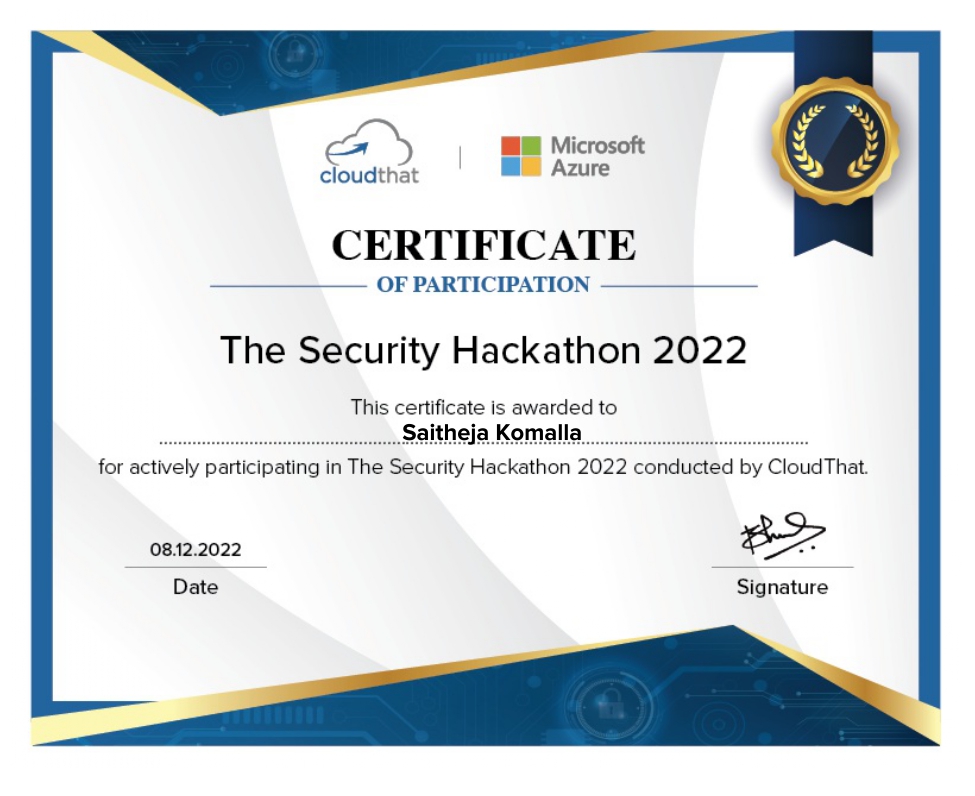 cloudthat
Microsoft
Azure
CERTIFICATE
OF PARTICIPATION
The Security Hackathon 2022
This certificate is awarded to
Saitheja Komalla
for actively participating in The Security Hackathon 2022 conducted by CloudThat.
08.12.2022
Date
Signature